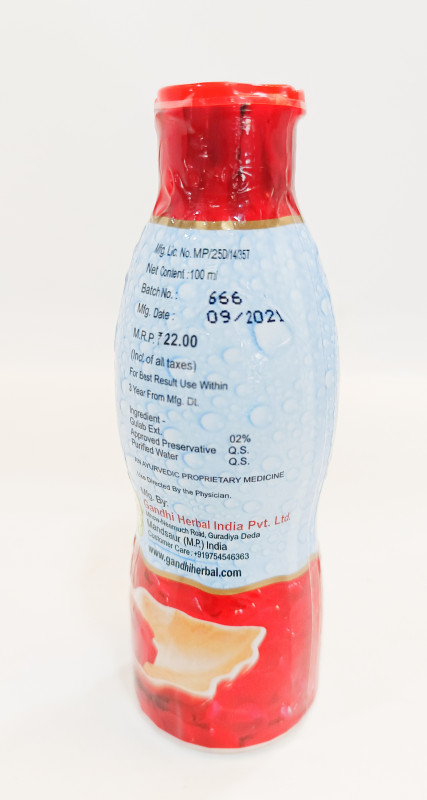 Mfg. Lic. No. MP/25D/14/357
Net Content :100 ml
Batch No. : 666
Mfg. Date : 09/2021
M.R.P. ₹22.00
(Incl. of all taxes)
For Best Result Use Within
3 Year From Mfg. Dt.
Ingredient -
Gulab Ext. 02%
Approved Preservative Q.S.
Purified Water Q.S.
AYURVEDIC PROPRIETARY MEDICINE
Directed By the Physician.
Mfg. By:
Gandhi Herbal India Pvt. Ltd.
Road, Guradiya Deda
Mandsaur (M.P.) India
Customer Care : +919754546363
www.gandhiherbal.com